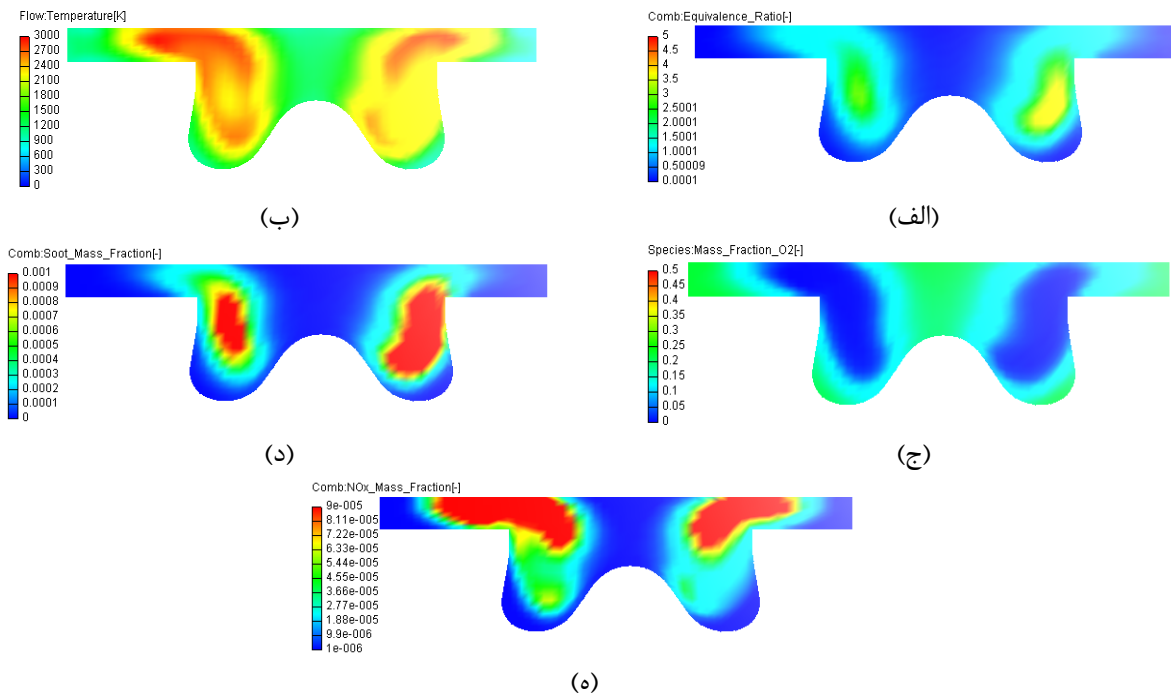 Flow:Temperature[K]
3000
2700
2400
2100
1800
1500
1200
900
600
300
0
(ب)
Comb:Equivalence_Ratio[-]
5
4.5
4
3.5
3
2.5001
2.0001
1.5001
1.0001
0.50009
0.0001
(الف)
Comb:Soot_Mass_Fraction[-]
0.001
0.0009
0.0008
0.0007
0.0006
0.0005
0.0004
0.0003
0.0002
0.0001
0
(د)
Species:Mass_Fraction_O2[-]
0.5
0.45
0.4
0.35
0.3
0.25
0.2
0.15
0.1
0.05
0
(ج)
Comb:NOx_Mass_Fraction[-]
9e-005
8.11e-005
7.22e-005
6.33e-005
5.44e-005
4.55e-005
3.66e-005
2.77e-005
1.88e-005
9.9e-006
1e-006
(ه)